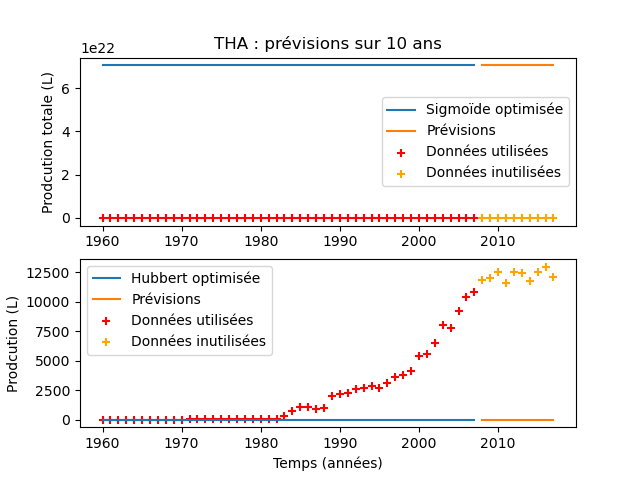 THA : prévisions sur 10 ans
1e22
Prodcution totale (L)
6
4
2
0
Sigmoïde optimisée
Prévisions
Données utilisées
Données inutilisées
1960 1970 1980 1990 2000 2010
Prodcution (L)
12500
10000
7500
5000
2500
0
Hubbert optimisée
Prévisions
Données utilisées
Données inutilisées
1960 1970 1980 1990 2000 2010
Temps (années)